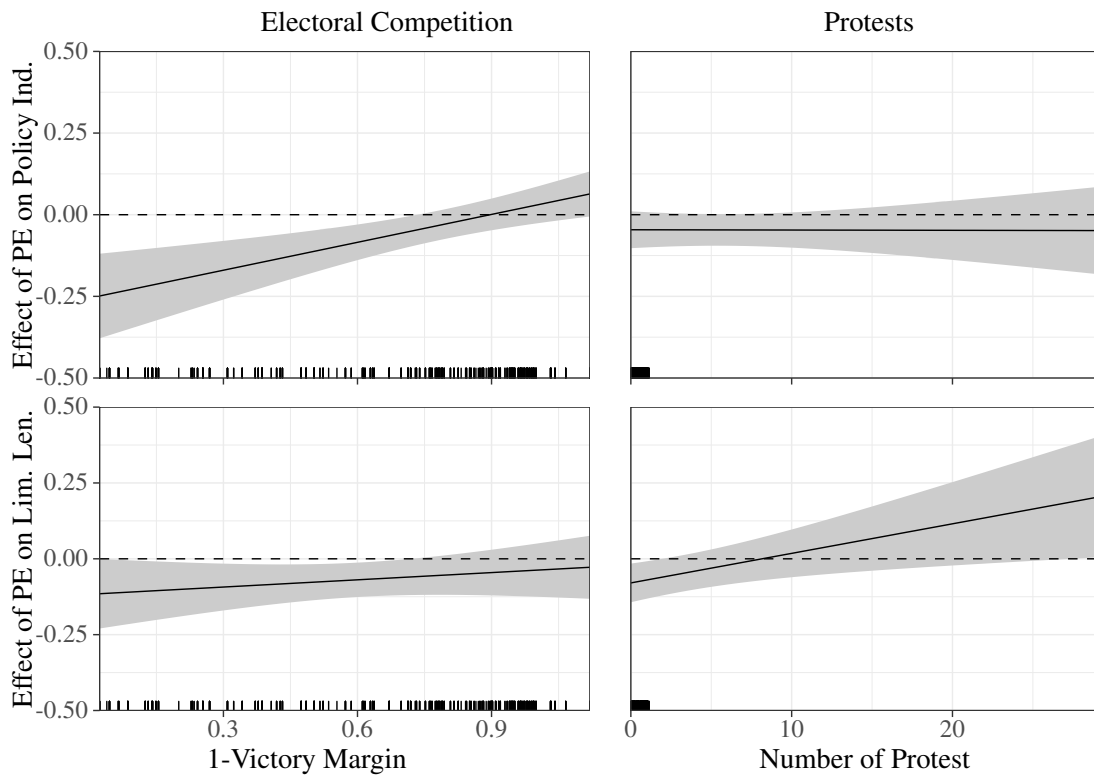 Electoral Competition
Protests
Effect of PE on Policy Ind.
0.50
0.25
0.00
-0.25
-0.50
Effect of PE on Lim. Len.
0.50
0.25
0.00
-0.25
-0.50
0.3 0.6 0.9
0 10 20
1-Victory Margin
Number of Protest